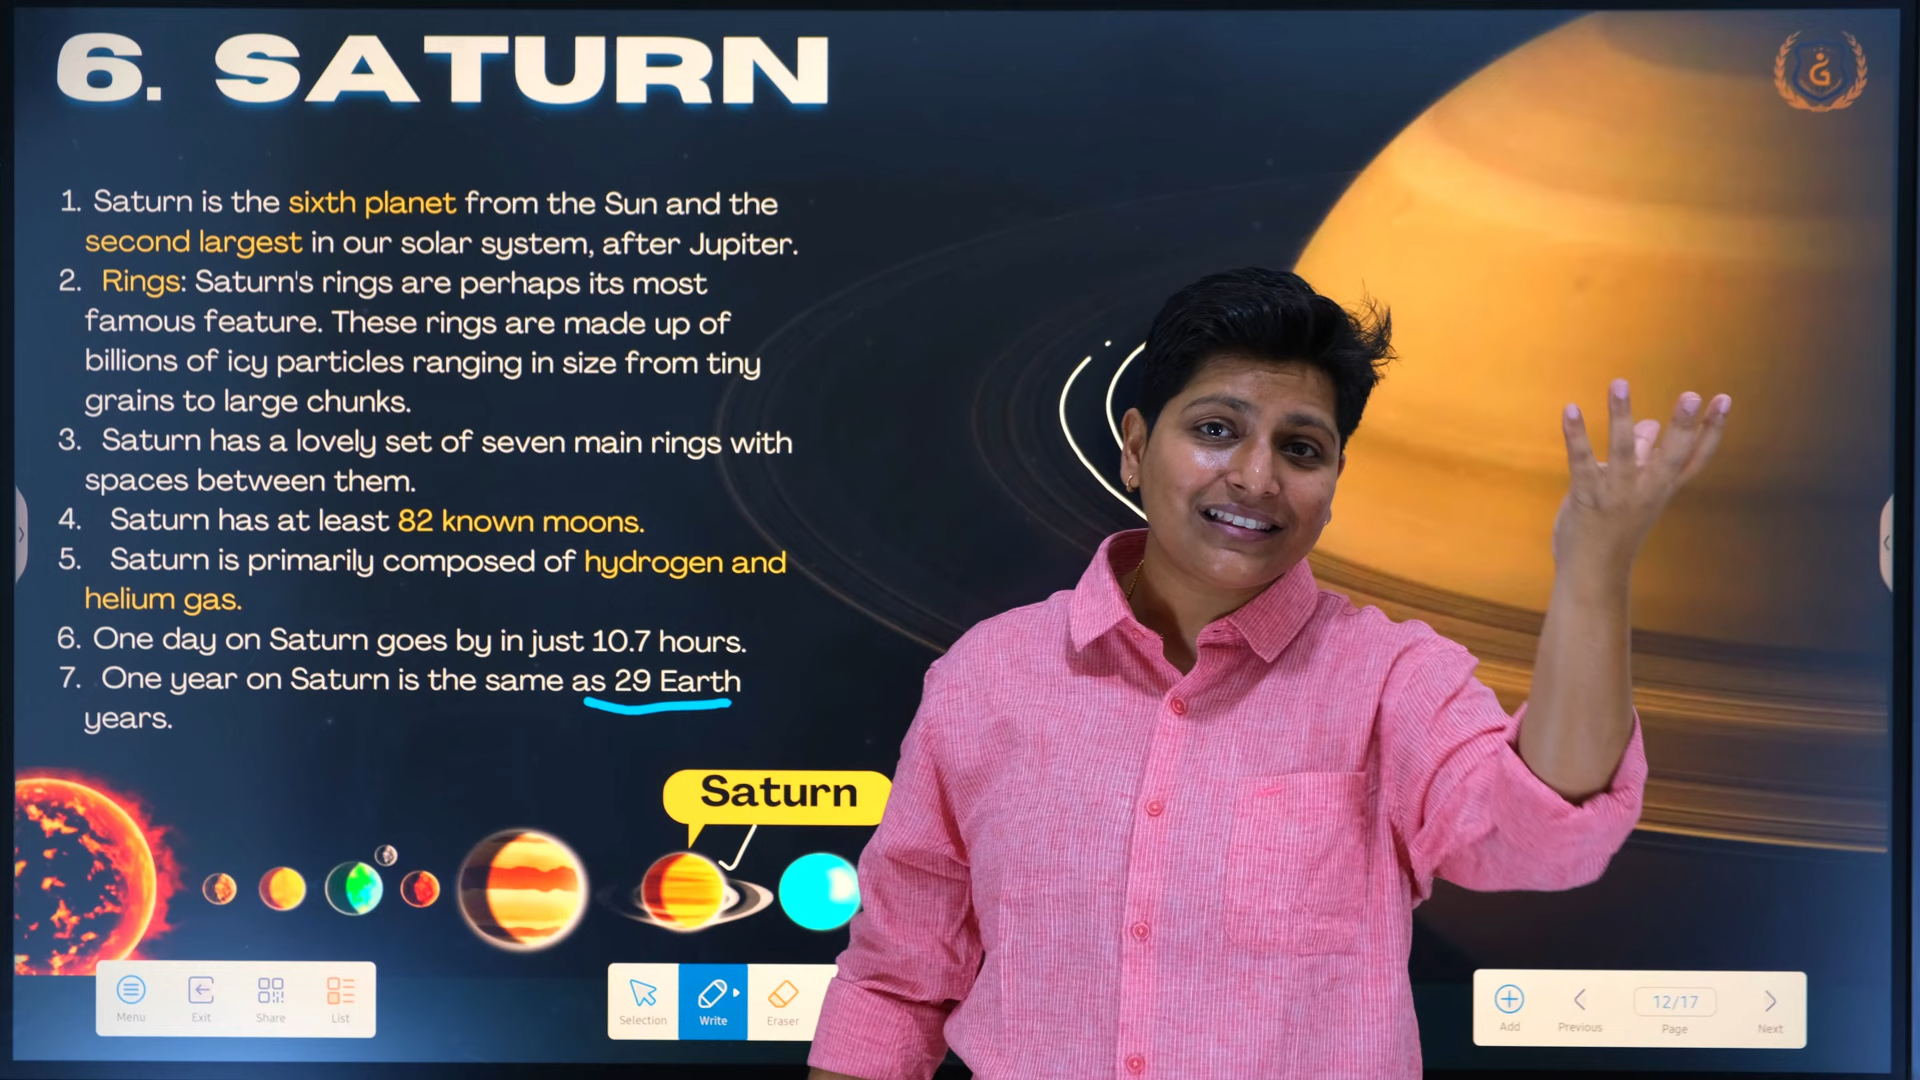 6. SATURN
1. Saturn is the sixth planet from the Sun and the
second largest in our solar system, after Jupiter.
2. Rings: Saturn's rings are perhaps its most
famous feature. These rings are made up of
billions of icy particles ranging in size from tiny
grains to large chunks.
3. Saturn has a lovely set of seven main rings with
spaces between them.
4. Saturn has at least 82 known moons.
5. Saturn is primarily composed of hydrogen and
helium gas.
6. One day on Saturn goes by in just 10.7 hours.
7. One year on Saturn is the same as 29 Earth
years.
Saturn
Menu Exit Share List
Selection Write Eraser
Add Previous 12/17 Page Next